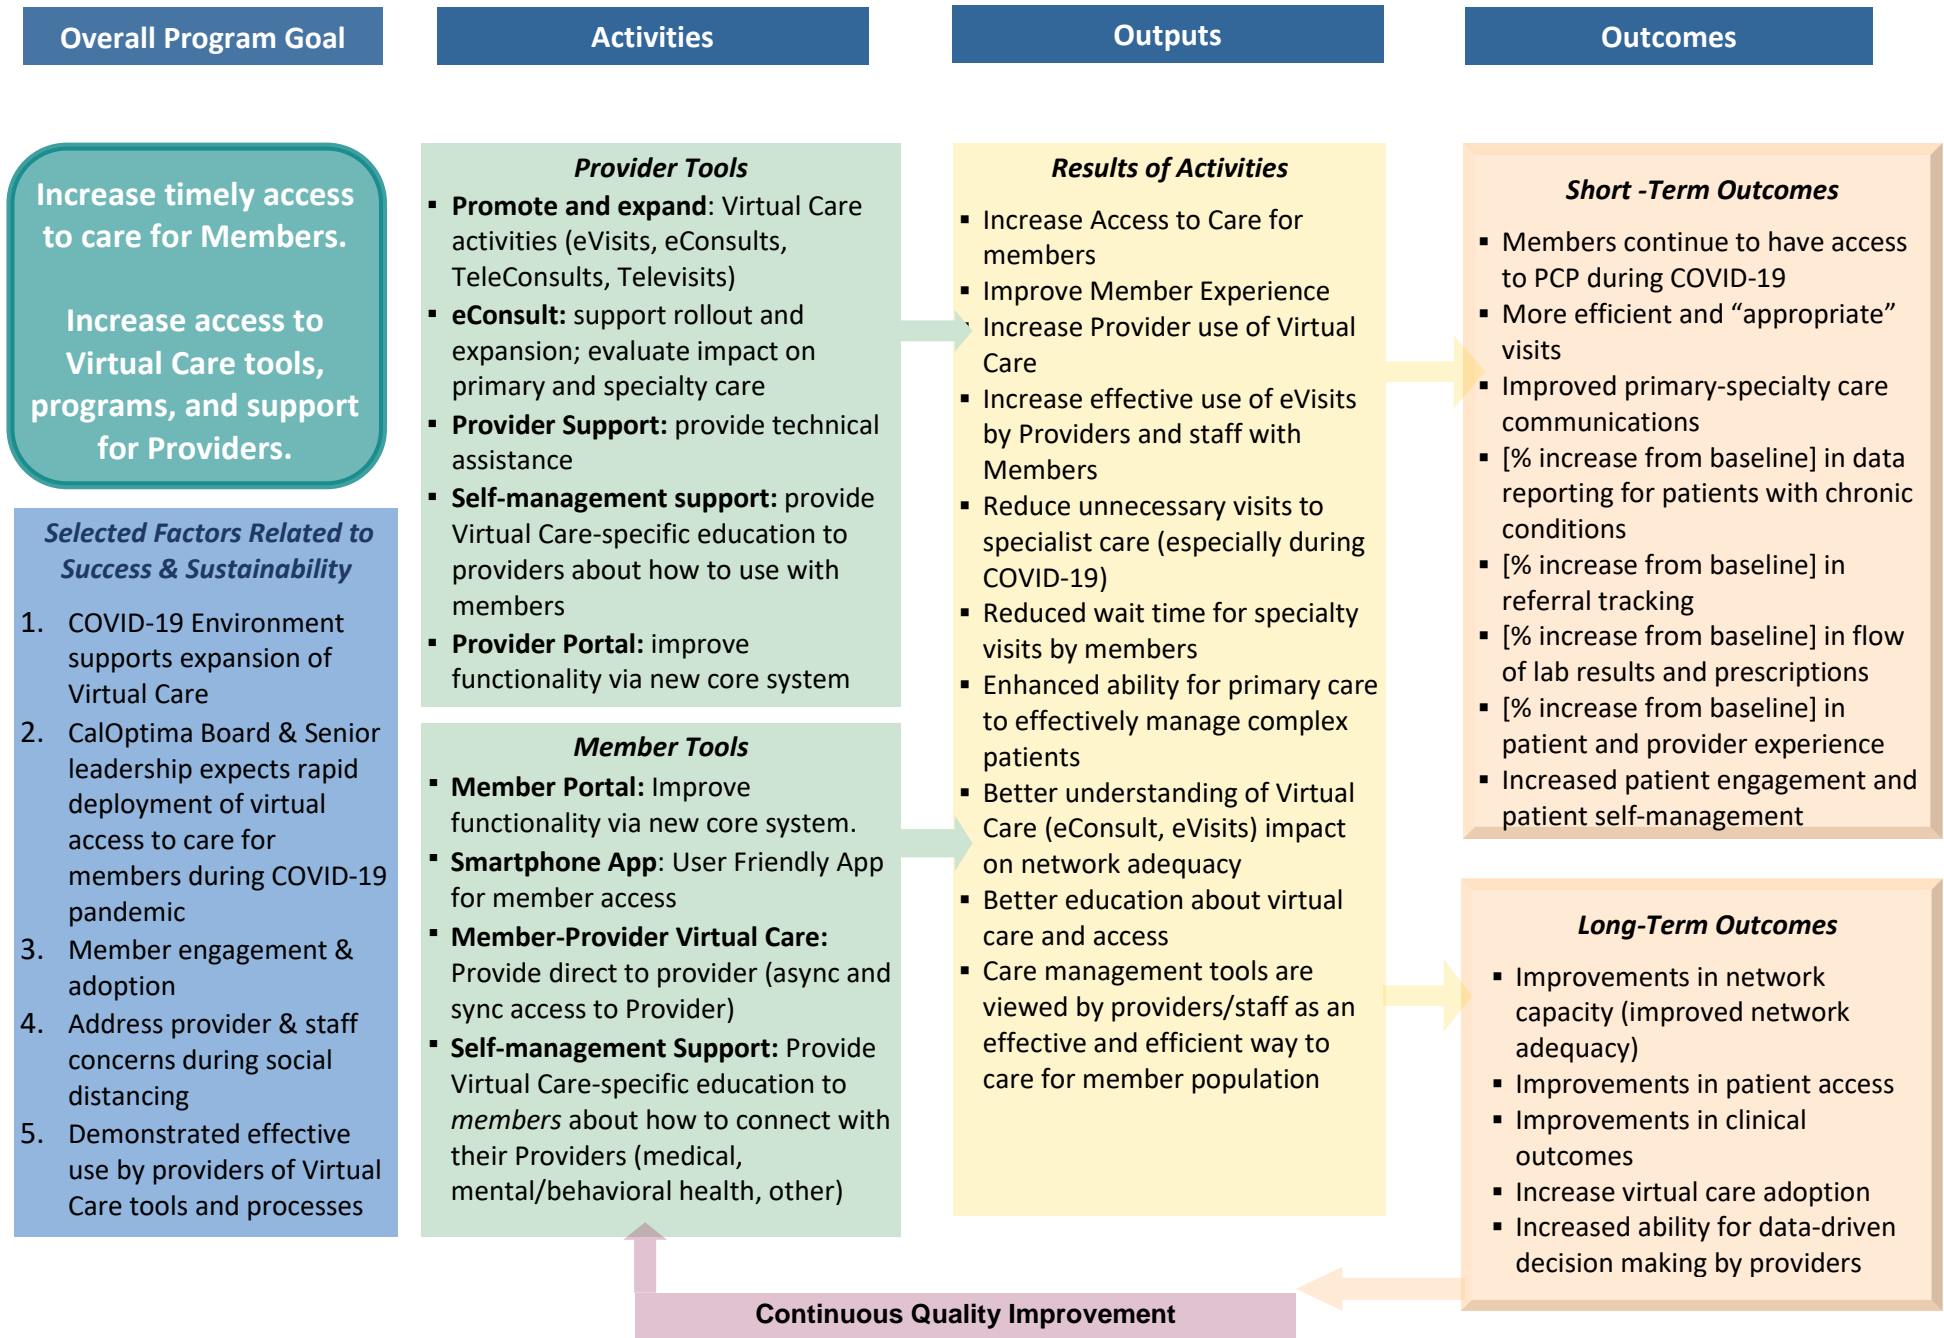 Overall Program Goal
Activities
Outputs
Outcomes
Increase timely access
to care for Members.
Increase access to
Virtual Care tools,
programs, and support
for Providers.
Selected Factors Related to
Success & Sustainability
1. COVID-19 Environment
supports expansion of
Virtual Care
2. CalOptima Board & Senior
leadership expects rapid
deployment of virtual
access to care for
members during COVID-19
pandemic
3. Member engagement &
adoption
4. Address provider & staff
concerns during social
distancing
5. Demonstrated effective
use by providers of Virtual
Care tools and processes
Provider Tools
▪ Promote and expand: Virtual Care
activities (eVisits, eConsults,
TeleConsults, Televisits)
▪ eConsult: support rollout and
expansion; evaluate impact on
primary and specialty care
▪ Provider Support: provide technical
assistance
▪ Self-management support: provide
Virtual Care-specific education to
providers about how to use with
members
▪ Provider Portal: improve
functionality via new core system
Member Tools
▪ Member Portal: Improve
functionality via new core system.
▪ Smartphone App: User Friendly App
for member access
▪ Member-Provider Virtual Care:
Provide direct to provider (async and
sync access to Provider)
▪ Self-management Support: Provide
Virtual Care-specific education to
members about how to connect with
their Providers (medical,
mental/behavioral health, other)
Results of Activities
▪ Increase Access to Care for
members
▪ Improve Member Experience
▪ Increase Provider use of Virtual
Care
▪ Increase effective use of eVisits
by Providers and staff with
Members
▪ Reduce unnecessary visits to
specialist care (especially during
COVID-19)
▪ Reduced wait time for specialty
visits by members
▪ Enhanced ability for primary care
to effectively manage complex
patients
▪ Better understanding of Virtual
Care (eConsult, eVisits) impact
on network adequacy
▪ Better education about virtual
care and access
▪ Care management tools are
viewed by providers/staff as an
effective and efficient way to
care for member population
Short -Term Outcomes
▪ Members continue to have access
to PCP during COVID-19
▪ More efficient and “appropriate”
visits
▪ Improved primary-specialty care
communications
▪ [% increase from baseline] in data
reporting for patients with chronic
conditions
▪ [% increase from baseline] in
referral tracking
▪ [% increase from baseline] in flow
of lab results and prescriptions
▪ [% increase from baseline] in
patient and provider experience
▪ Increased patient engagement and
patient self-management
Long-Term Outcomes
▪ Improvements in network
capacity (improved network
adequacy)
▪ Improvements in patient access
▪ Improvements in clinical
outcomes
▪ Increase virtual care adoption
▪ Increased ability for data-driven
decision making by providers
Continuous Quality Improvement